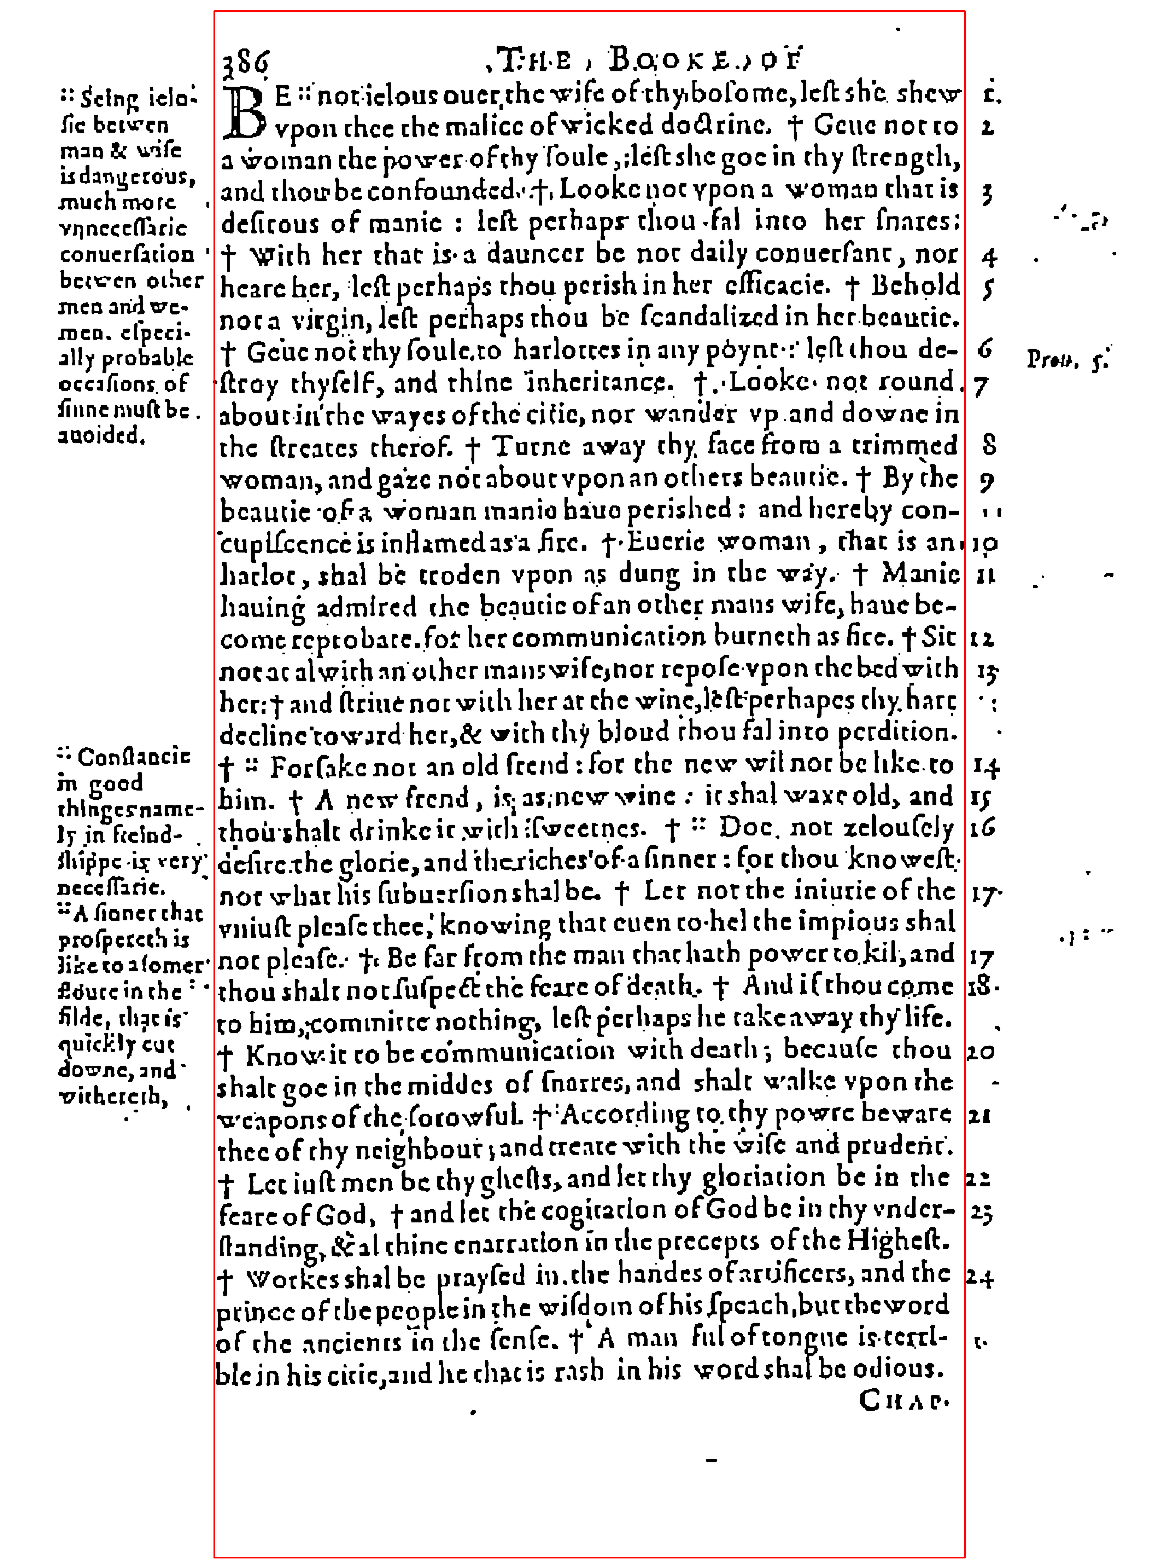 386 THE BOOKE OF
:: Seing ielo-
sie betwen
man & wife
is dangerous,
much more
vnnecessarie
conuersation
betwen other
men and we-
men. especi-
ally probable
occasions of
sinne must be
auoided.
BE :: not ielous ouer the wife of thy bosome, lest she shew 1.
vpon thee the malice of wicked doctrine. † Geue not to 2
a woman the power of thy soule, lest she goe in thy strength,
and thou be confounded. †. Looke not vpon a woman that is 3
desirous of manie : lest perhaps thou fal into her snares:
† With her that is a dauncer be not daily conuersant, nor 4
heare her, lest perhaps thou perish in her efficacie. † Behold 5
not a virgin, lest perhaps thou be scandalized in her beautie.
† Geue not thy soule to harlottes in any poynt : lest thou de- 6 Prou. 5.
stroy thyself, and thine inheritance. †. Looke not round 7
about in the wayes of the citie, nor wander vp and downe in
the streates therof. † Turne away thy face from a trimmed 8
woman, and gaze not about vpon an others beautie. † By the 9
beautie of a woman manie haue perished : and hereby con-
cupiscence is inflamed as a fire. † Euerie woman, that is an 10
harlot, shal be troden vpon as dung in the way. † Manie 11
hauing admired the beautie of an other mans wife, haue be-
come reprobate. for her communication burneth as fire. † Sit 12
not at al with an other mans wife, nor repose vpon the bed with 13
her: † and striue not with her at the wine, lest perhapes thy hart
decline toward her, & with thy bloud thou fal into perdition.
:: Constancie
in good
thinges name-
ly in freind-
shippe is very
necessarie.
:: A sinner that
prospereth is
like to a somer
floure in the
filde, that is
quickly cut
downe, and
withereth,
† :: Forsake not an old frend : for the new wil not be like to 14
him. † A new frend, is as new wine : it shal waxe old, and 15
thou shalt drinke it with sweetnes. † :: Doe not zelously 16
desire the glorie, and the riches of a sinner : for thou knowest
not what his subuersion shal be. † Let not the iniurie of the 17
vniust please thee, knowing that euen to hel the impious shal
not please. †. Be far from the man that hath power to kil, and 17
thou shalt not suspect the feare of death. † And if thou come 18.
to him, committe nothing, lest perhaps he take away thy life.
† Know it to be communication with death ; because thou 20
shalt goe in the middes of snarres, and shalt walke vpon the
weapons of the sorowful. † According to thy powre beware 21
thee of thy neighbour ; and treate with the wise and prudent.
† Let iust men be thy ghests, and let thy gloriation be in the 22
feare of God, † and let the cogitation of God be in thy vnder- 23
standing, & al thine enarration in the precepts of the Highest.
† Workes shal be praysed in the handes of artificers, and the 24
prince of the people in the wisdom of his speach, but the word
of the ancients in the sense. † A man ful of tongue is terri-
ble in his citie, and he that is rash in his word shal be odious.
CHAP.